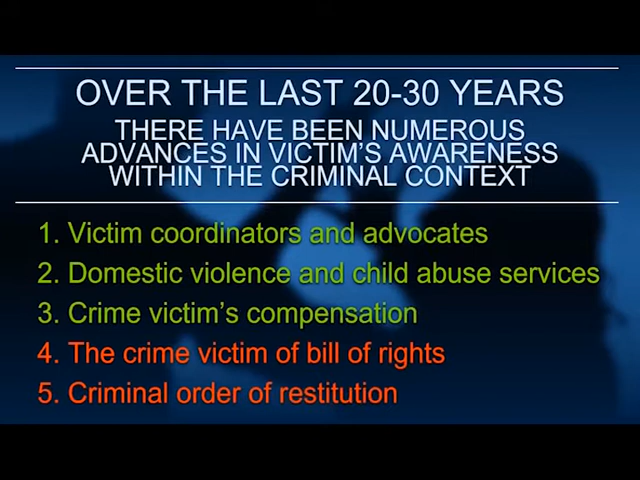 OVER THE LAST 20-30 YEARS
THERE HAVE BEEN NUMEROUS
ADVANCES IN VICTIM'S AWARENESS
WITHIN THE CRIMINAL CONTEXT
1. Victim coordinators and advocates
2. Domestic violence and child abuse services
3. Crime victim's compensation
4. The crime victim of bill of rights
5. Criminal order of restitution